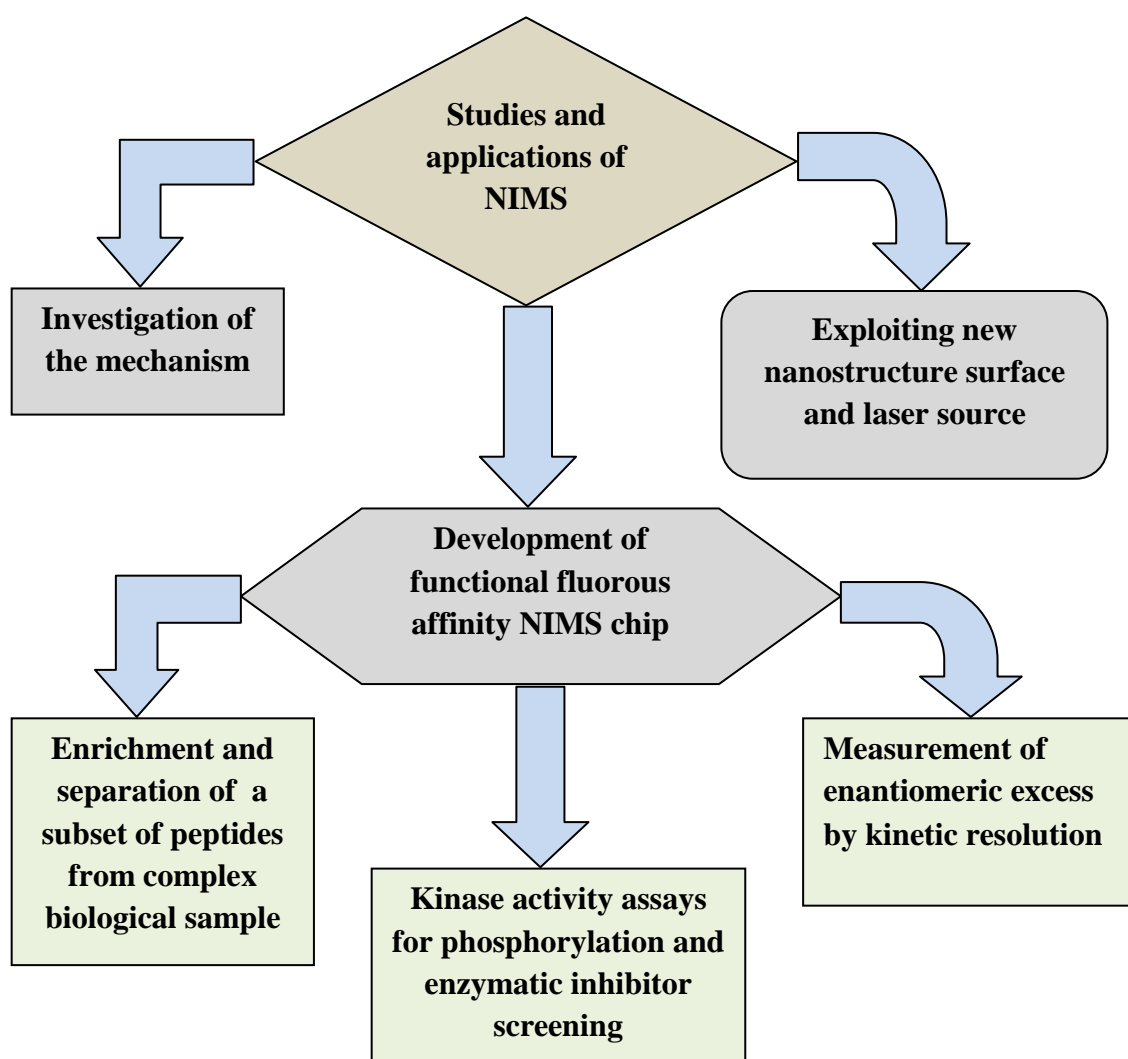 Studies and
applications of
NIMS
Investigation of
the mechanism
Exploiting new
nanostructure surface
and laser source
Development of
functional fluorous
affinity NIMS chip
Enrichment and
separation of a
subset of peptides
from complex
biological sample
Kinase activity assays
for phosphorylation and
enzymatic inhibitor
screening
Measurement of
enantiomeric excess
by kinetic resolution